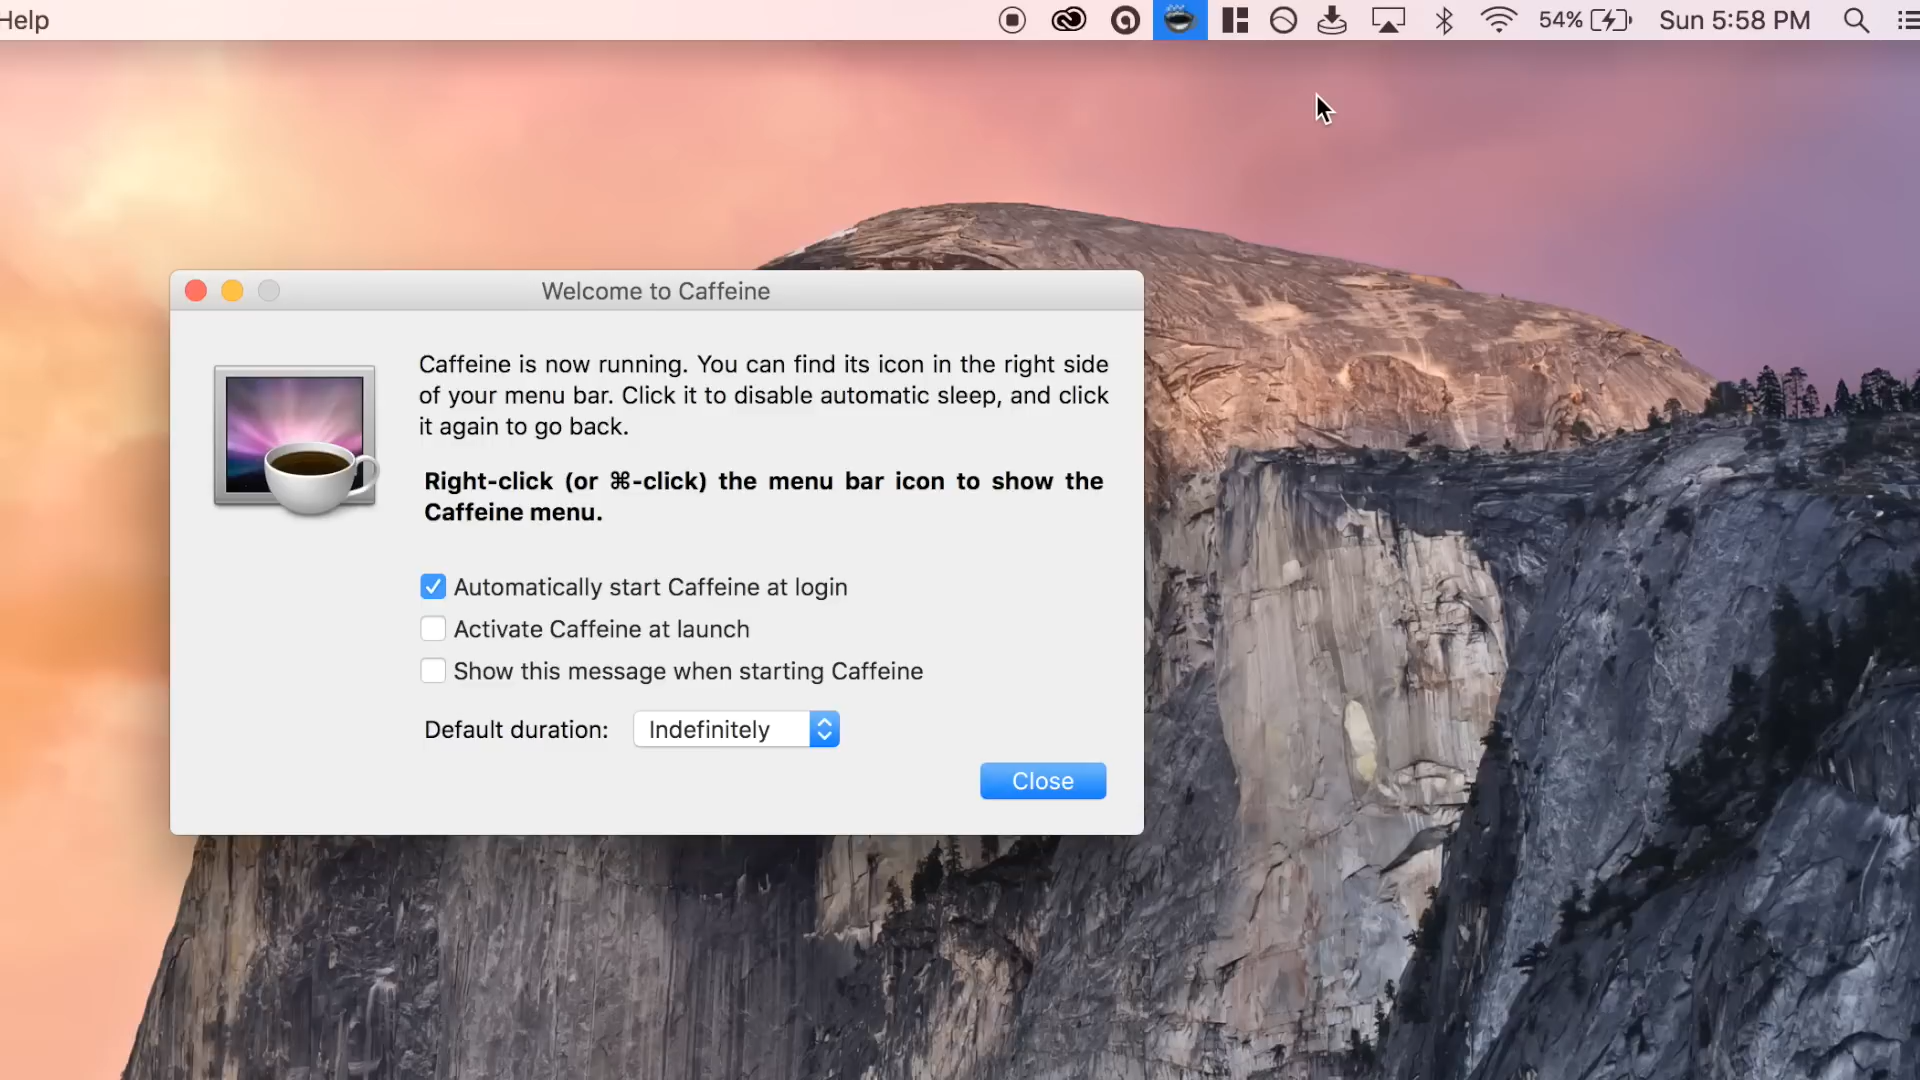 Help
54%
Sun 5:58 PM
Welcome to Caffeine
Caffeine is now running. You can find its icon in the right side
of your menu bar. Click it to disable automatic sleep, and click
it again to go back.
Right-click (or ⌘-click) the menu bar icon to show the
Caffeine menu.
Automatically start Caffeine at login
Activate Caffeine at launch
Show this message when starting Caffeine
Default duration: Indefinitely
Close